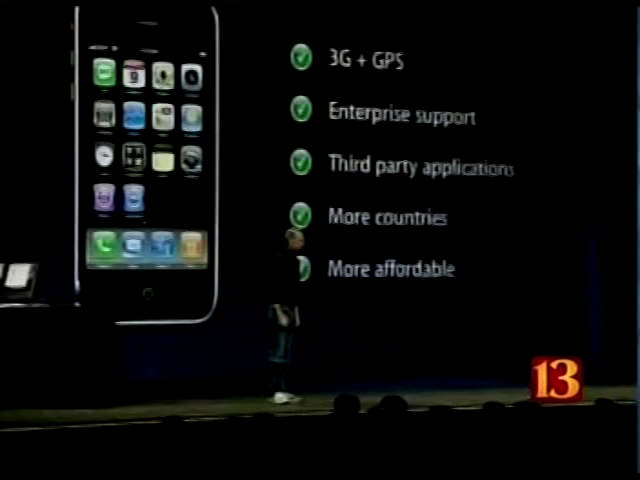 3G + GPS
Enterprise support
Third party applications
More countries
More affordable
13